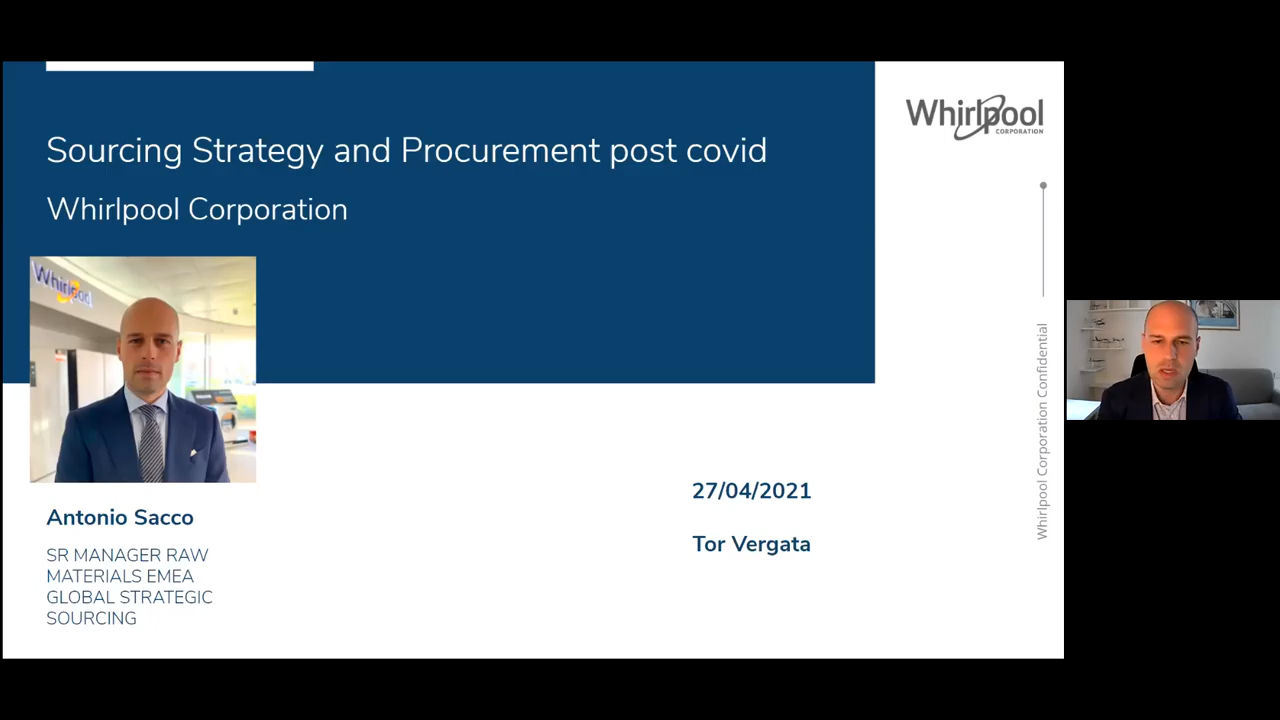 Sourcing Strategy and Procurement post covid
Whirlpool Corporation
Whirlpool
CORPORATION
Whirlpool
Antonio Sacco
SR MANAGER RAW
MATERIALS EMEA
GLOBAL STRATEGIC
SOURCING
27/04/2021
Tor Vergata
Whirlpool Corporation Confidential